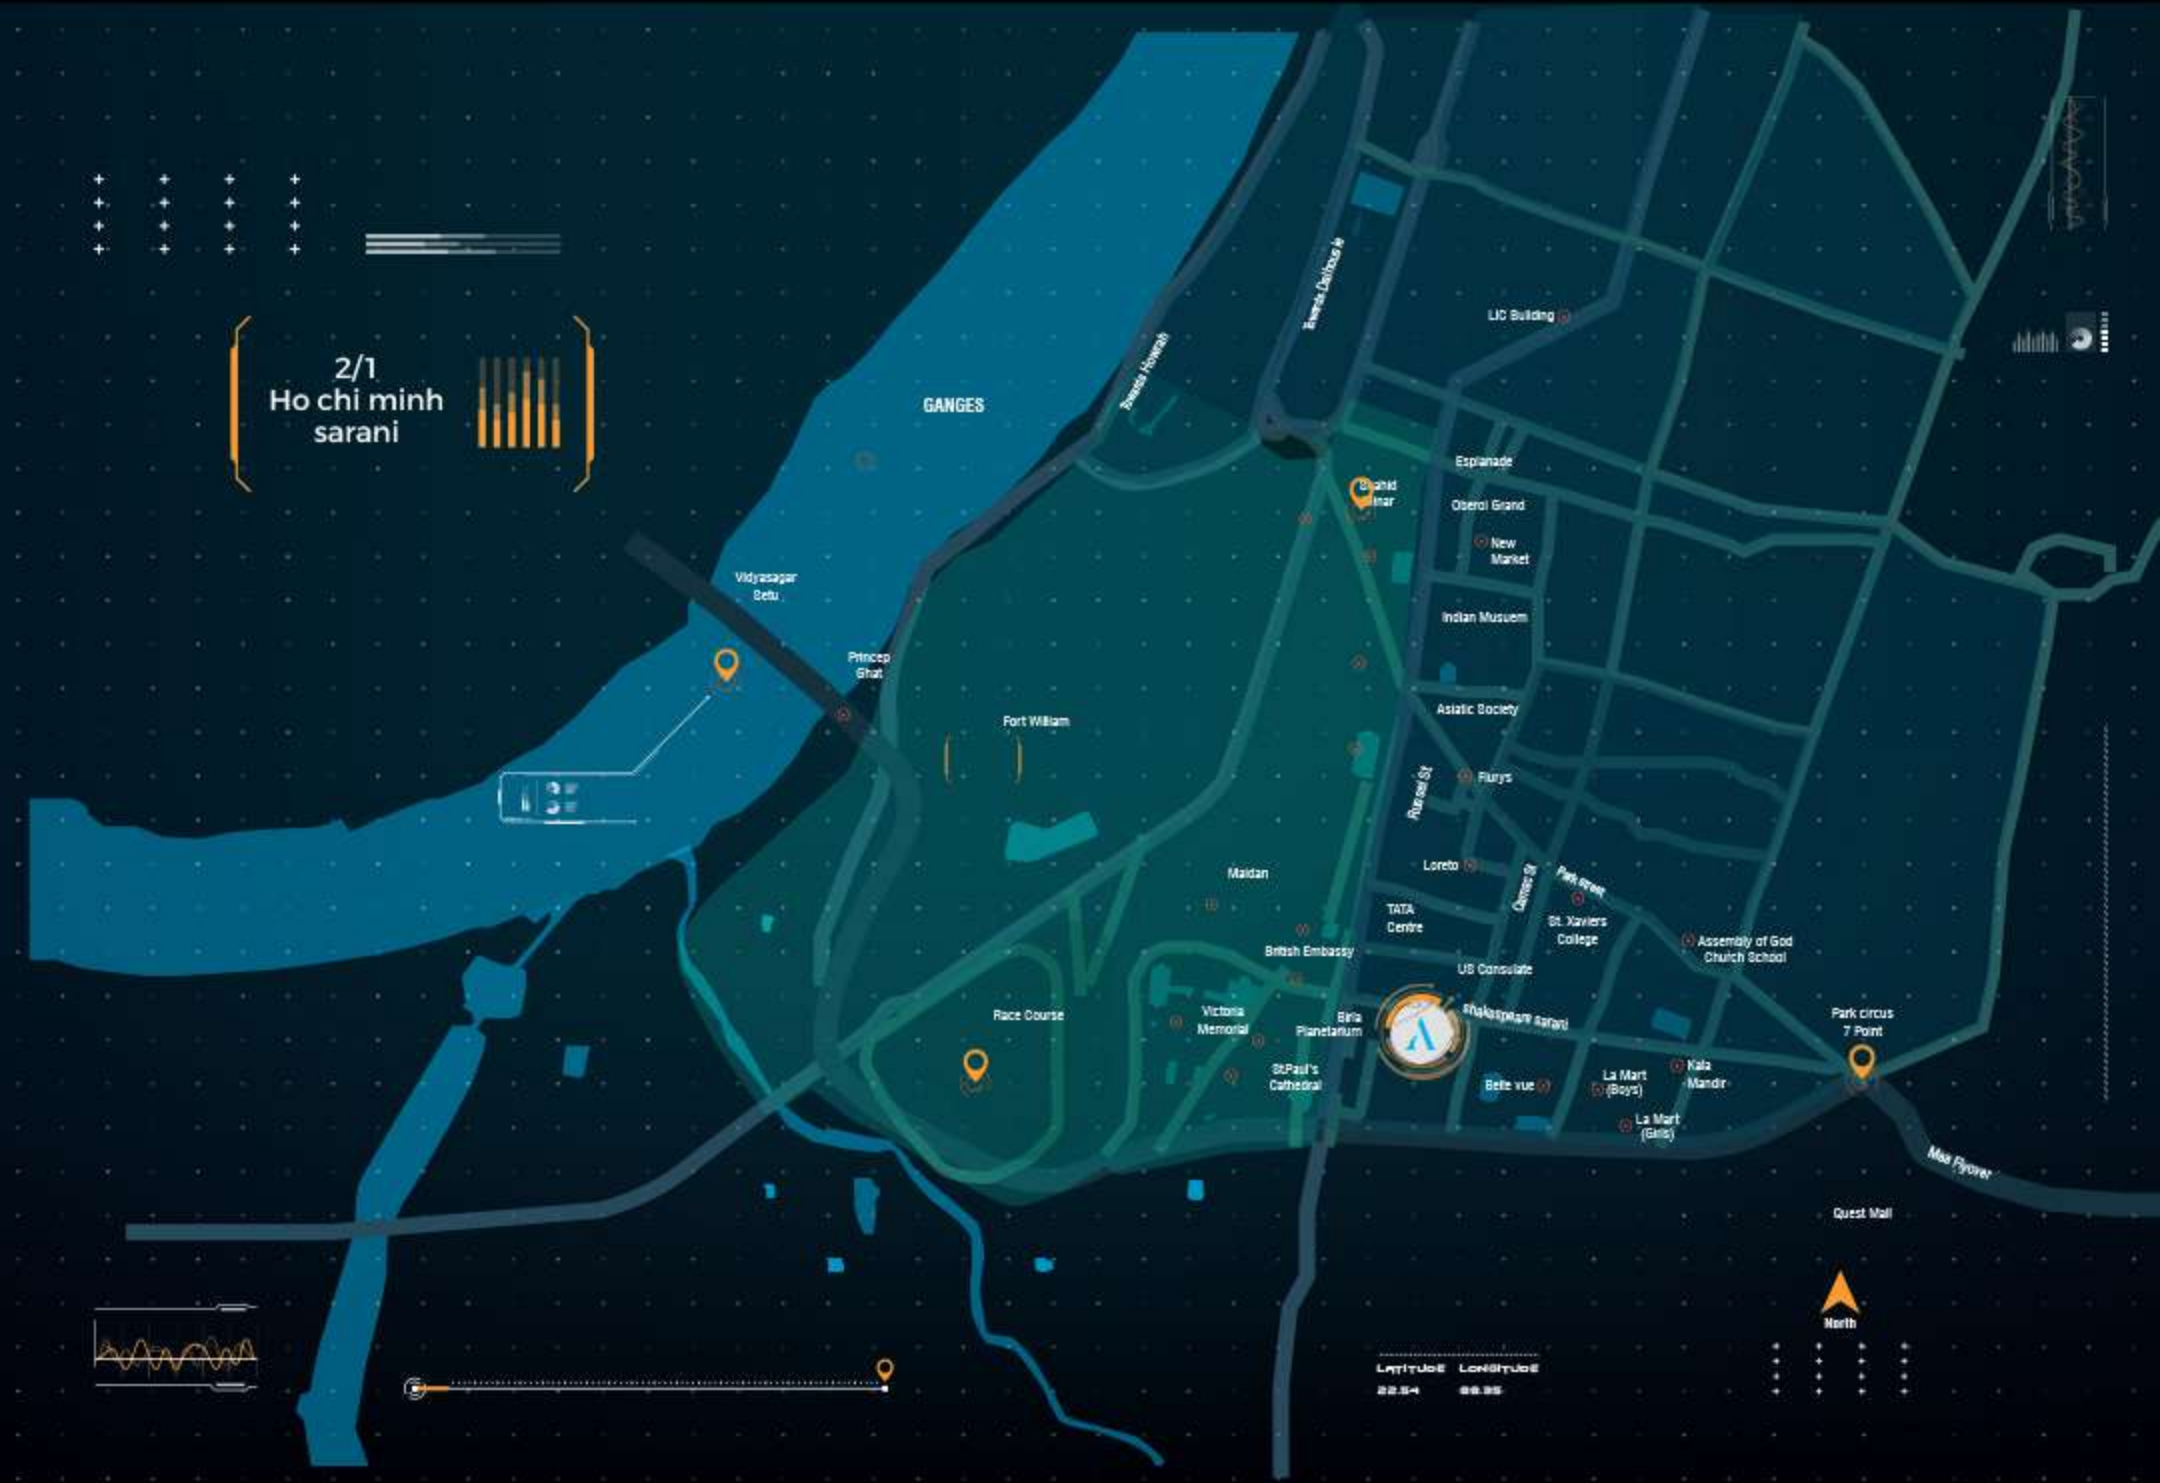 2/1
Ho chi minh
sarani
GANGES
Towards Howrah
Towards Dalhousie
LIC Building
Esplanade
Shahid
Minar
Oberoi Grand
New
Market
Vidyasagar
Setu
Indian Musuem
Princep
Ghat
Fort William
Asiatic Society
Russel St
Flurys
Maidan
Loreto
Camac St
Park street
TATA
Centre
St. Xaviers
College
British Embassy
Assembly of God
Church School
US Consulate
Race Course
Victoria
Memorial
Birla
Planetarium
Shakespeare sarani
Park circus
7 Point
St.Paul's
Cathedral
Belle vue
La Mart
(Boys)
Kala
Mandir
La Mart
(Girls)
Maa Flyover
Quest Mall
North
LATITUDE LONGITUDE
22.54 88.35